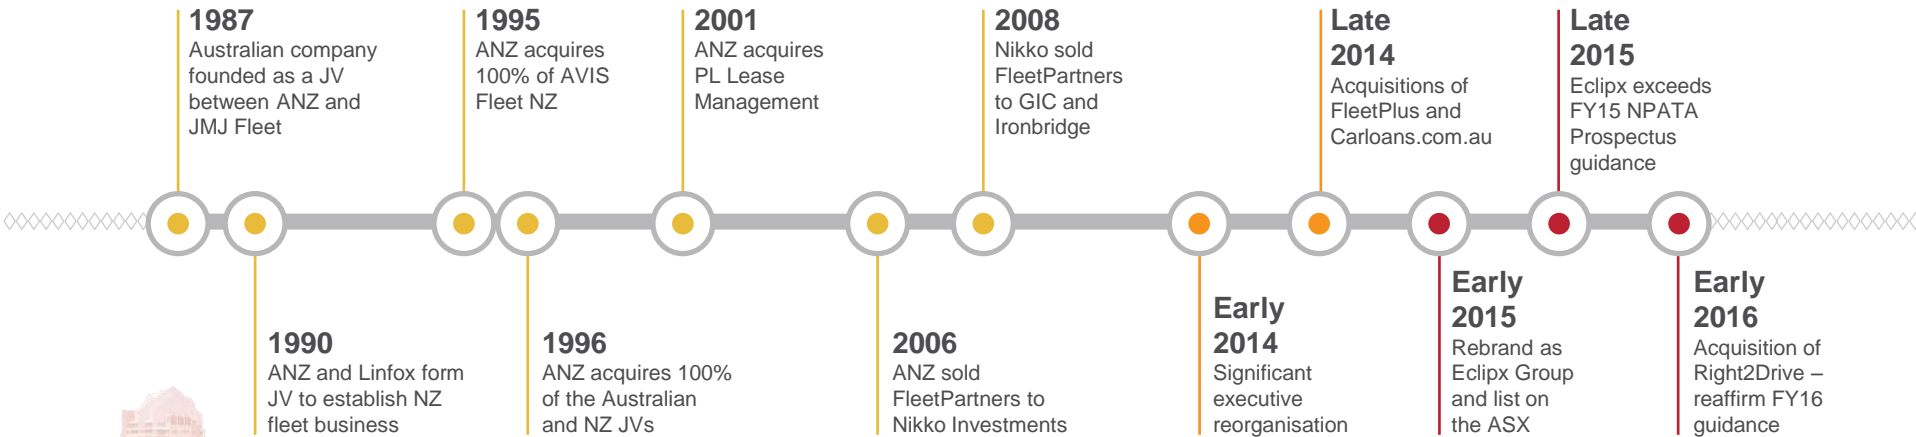 1987
Australian company
founded as a JV
between ANZ and
JMJ Fleet
1990
ANZ and Linfox form
JV to establish NZ
fleet business
1995
ANZ acquires
100% of AVIS
Fleet NZ
1996
ANZ acquires 100%
of the Australian
and NZ JVs
2001
ANZ acquires
PL Lease
Management
2006
ANZ sold
FleetPartners to
Nikko Investments
2008
Nikko sold
FleetPartners
to GIC and
Ironbridge
Early
2014
Significant
executive
reorganisation
Late
2014
Acquisitions of
FleetPlus and
Carloans.com.au
Early
2015
Rebrand as
Eclipx Group
and list on
the ASX
Late
2015
Eclipx exceeds
FY15 NPATA
Prospectus
guidance
Early
2016
Acquisition of
Right2Drive –
reaffirm FY16
guidance